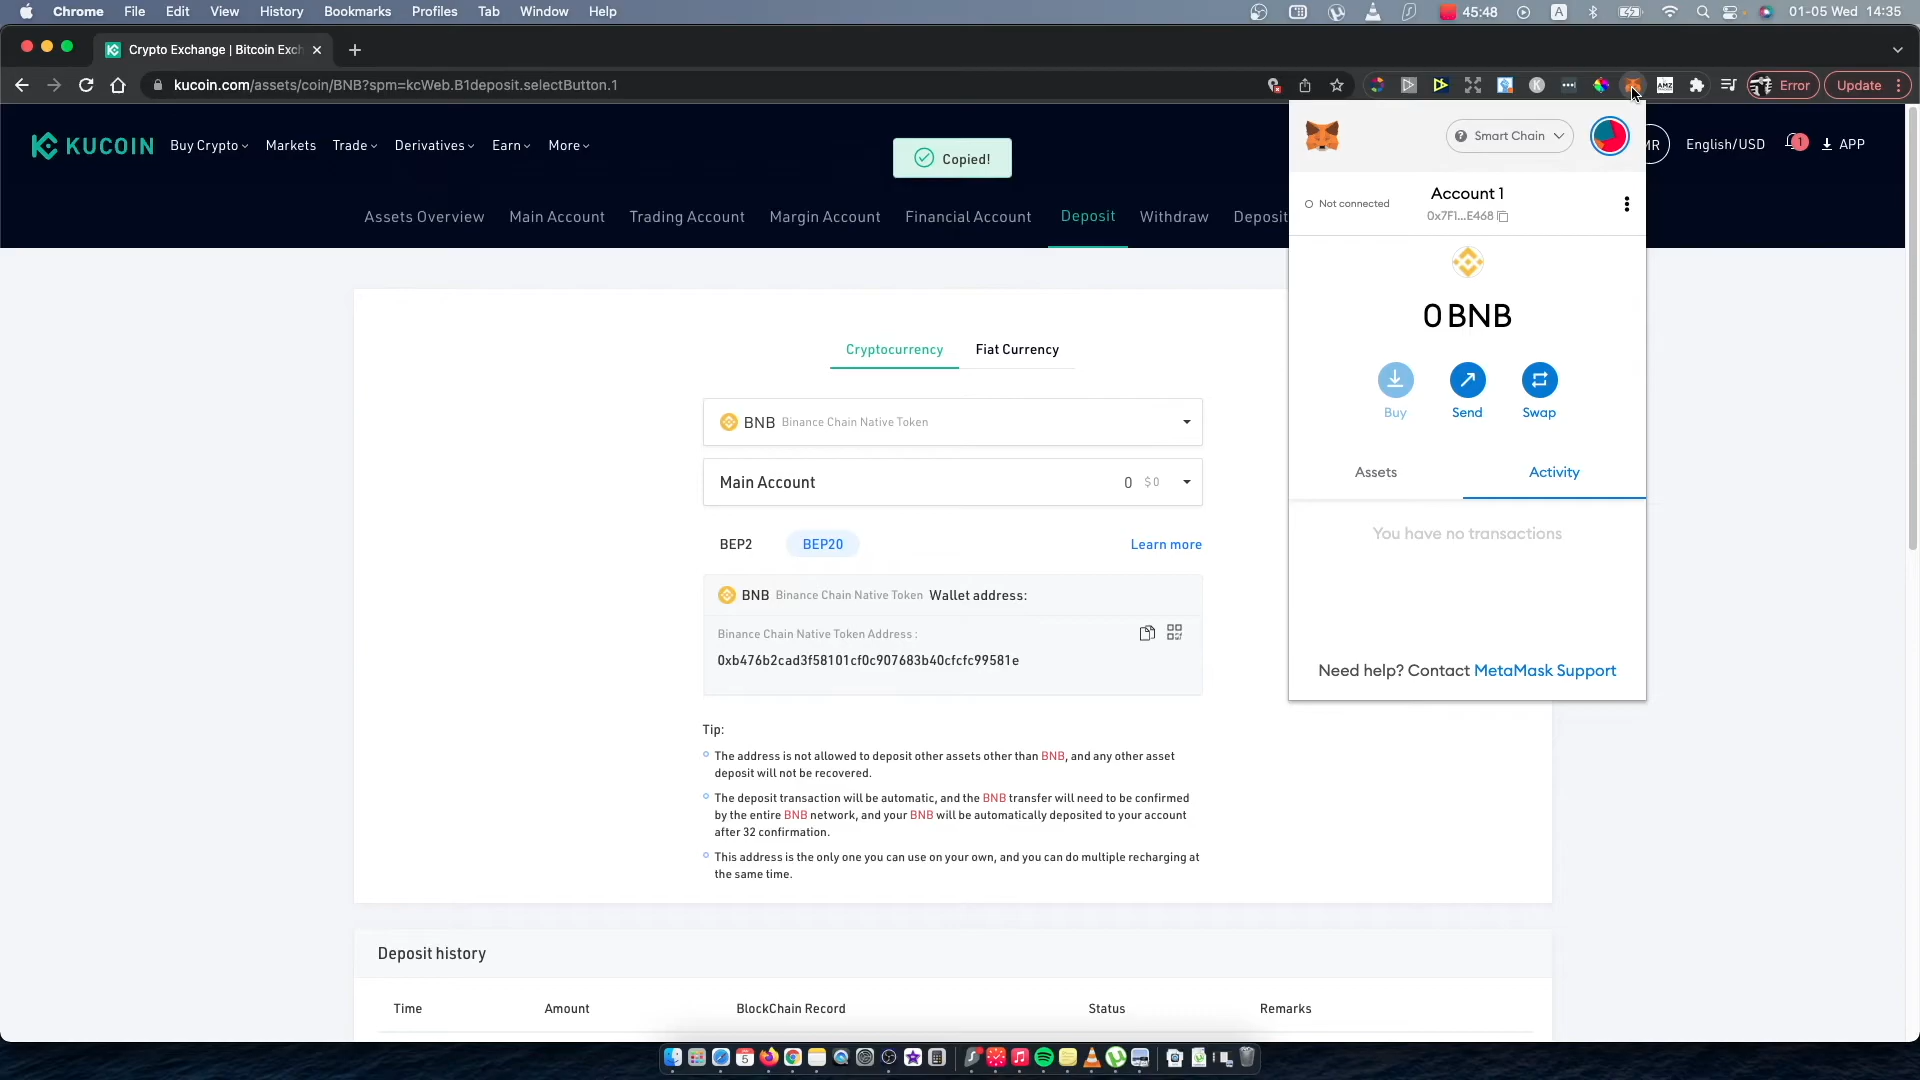 Chrome File Edit View History Bookmarks Profiles Tab Window Help 45:48 A 01-05 Wed 14:35
Crypto Exchange | Bitcoin Exch
kucoin.com/assets/coin/BNB?spm=kcWeb.B1deposit.selectButton.1 Error Update
KUCOIN Buy Crypto Markets Trade Derivatives Earn More MR English/USD 1 APP
Copied!
Assets Overview Main Account Trading Account Margin Account Financial Account Deposit Withdraw Deposit
Smart Chain
Not connected
Account 1
0x7F1...E468
0 BNB
Buy Send Swap
Assets Activity
You have no transactions
Need help? Contact MetaMask Support
Cryptocurrency Fiat Currency
BNB Binance Chain Native Token
Main Account 0 $0
BEP2 BEP20 Learn more
BNB Binance Chain Native Token Wallet address:
Binance Chain Native Token Address :
0xb476b2cad3f58101cf0c907683b40cfcfc99581e
Tip:
The address is not allowed to deposit other assets other than BNB, and any other asset
deposit will not be recovered.
The deposit transaction will be automatic, and the BNB transfer will need to be confirmed
by the entire BNB network, and your BNB will be automatically deposited to your account
after 32 confirmation.
This address is the only one you can use on your own, and you can do multiple recharging at
the same time.
Deposit history
Time Amount BlockChain Record Status Remarks